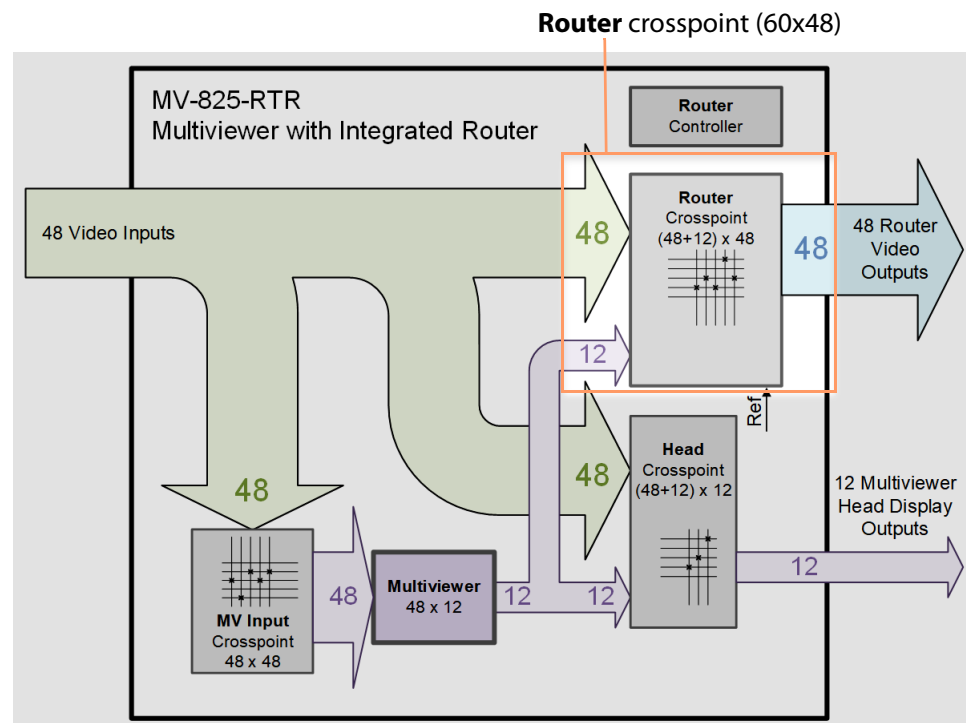 Router crosspoint (60x48)
MV-825-RTR
Multiviewer with Integrated Router
Router
Controller
48 Video Inputs
48
Router
Crosspoint
(48+12) x 48
48
48 Router
Video
Outputs
12
Ref
48
48
Head
Crosspoint
(48+12) x 12
12 Multiviewer
Head Display
Outputs
12
MV Input
Crosspoint
48 x 48
48
Multiviewer
48 x 12
12
12